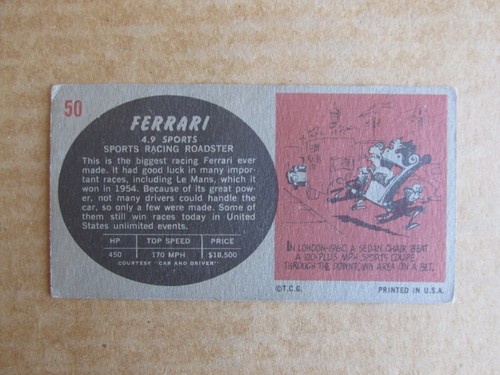 50
FERRARI
4.9 SPORTS
SPORTS RACING ROADSTER
This is the biggest racing Ferrari ever
made. It had good luck in many impor-
tant races, including Le Mans, which it
won in 1954. Because of its great pow-
er, not many drivers could handle the
car, so only a few were made. Some of
them still win races today in United
States unlimited events.
HP TOP SPEED PRICE
450 170 MPH $18,500
COURTESY "CAR AND DRIVER"
IN LONDON-1960, A SEDAN CHAIR BEAT
A 100-PLUS MPH SPORTS COUPE
THROUGH THE DOWNTOWN AREA ON A BET.
©T.C.G. PRINTED IN U.S.A.